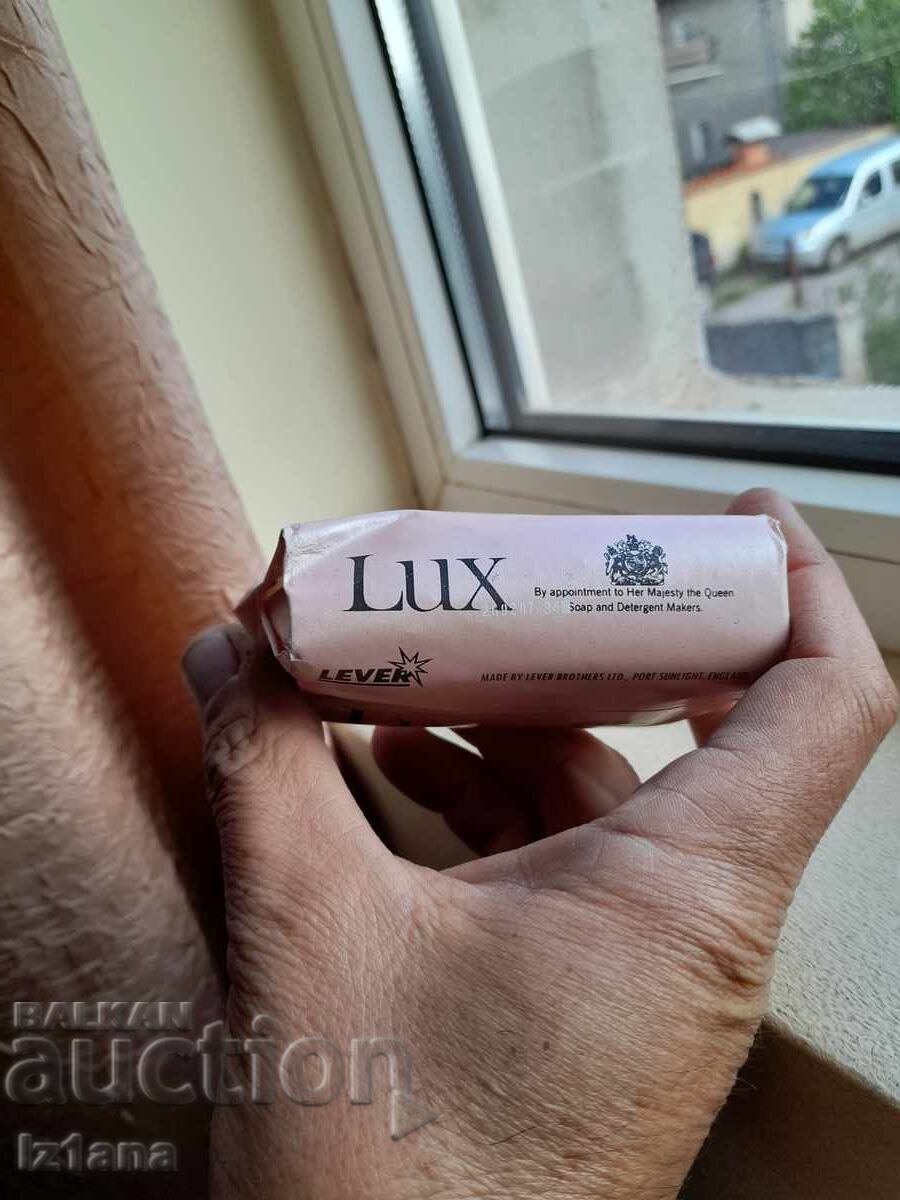 Lux
By appointment to Her Majesty the Queen
Soap and Detergent Makers.
LEVER
MADE BY LEVER BROTHERS LTD., PORT SUNLIGHT, ENGLAND
BALKAN
auction
Iz1ana